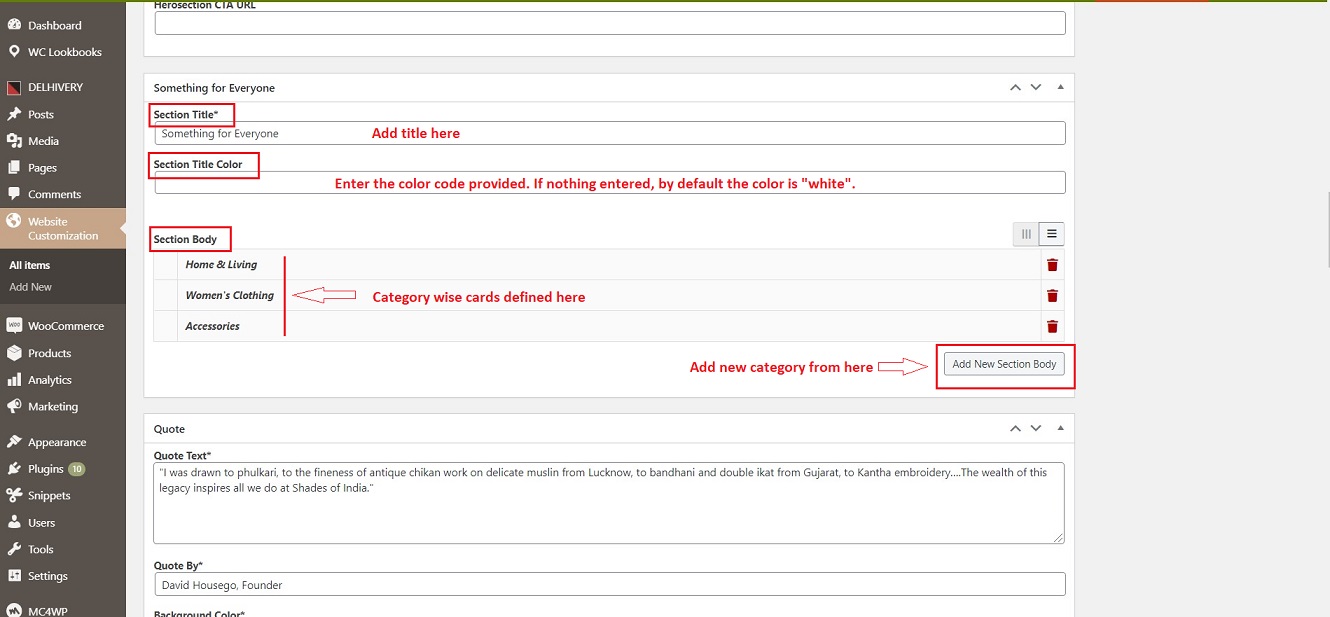 Dashboard
WC Lookbooks
DELHIVERY
Posts
Media
Pages
Comments
Website
Customization
All items
Add New
WooCommerce
Products
Analytics
Marketing
Appearance
Plugins 10
Snippets
Users
Tools
Settings
MC4WP
Herosection CTA URL
Something for Everyone
Section Title*
Something for Everyone
Add title here
Section Title Color
Enter the color code provided. If nothing entered, by default the color is "white".
Section Body
Home & Living
Women's Clothing
Category wise cards defined here
Accessories
Add new category from here
Add New Section Body
Quote
Quote Text*
"I was drawn to phulkari, to the fineness of antique chikan work on delicate muslin from Lucknow, to bandhani and double ikat from Gujarat, to Kantha embroidery....The wealth of this
legacy inspires all we do at Shades of India."
Quote By*
David Housego, Founder
Background Color*